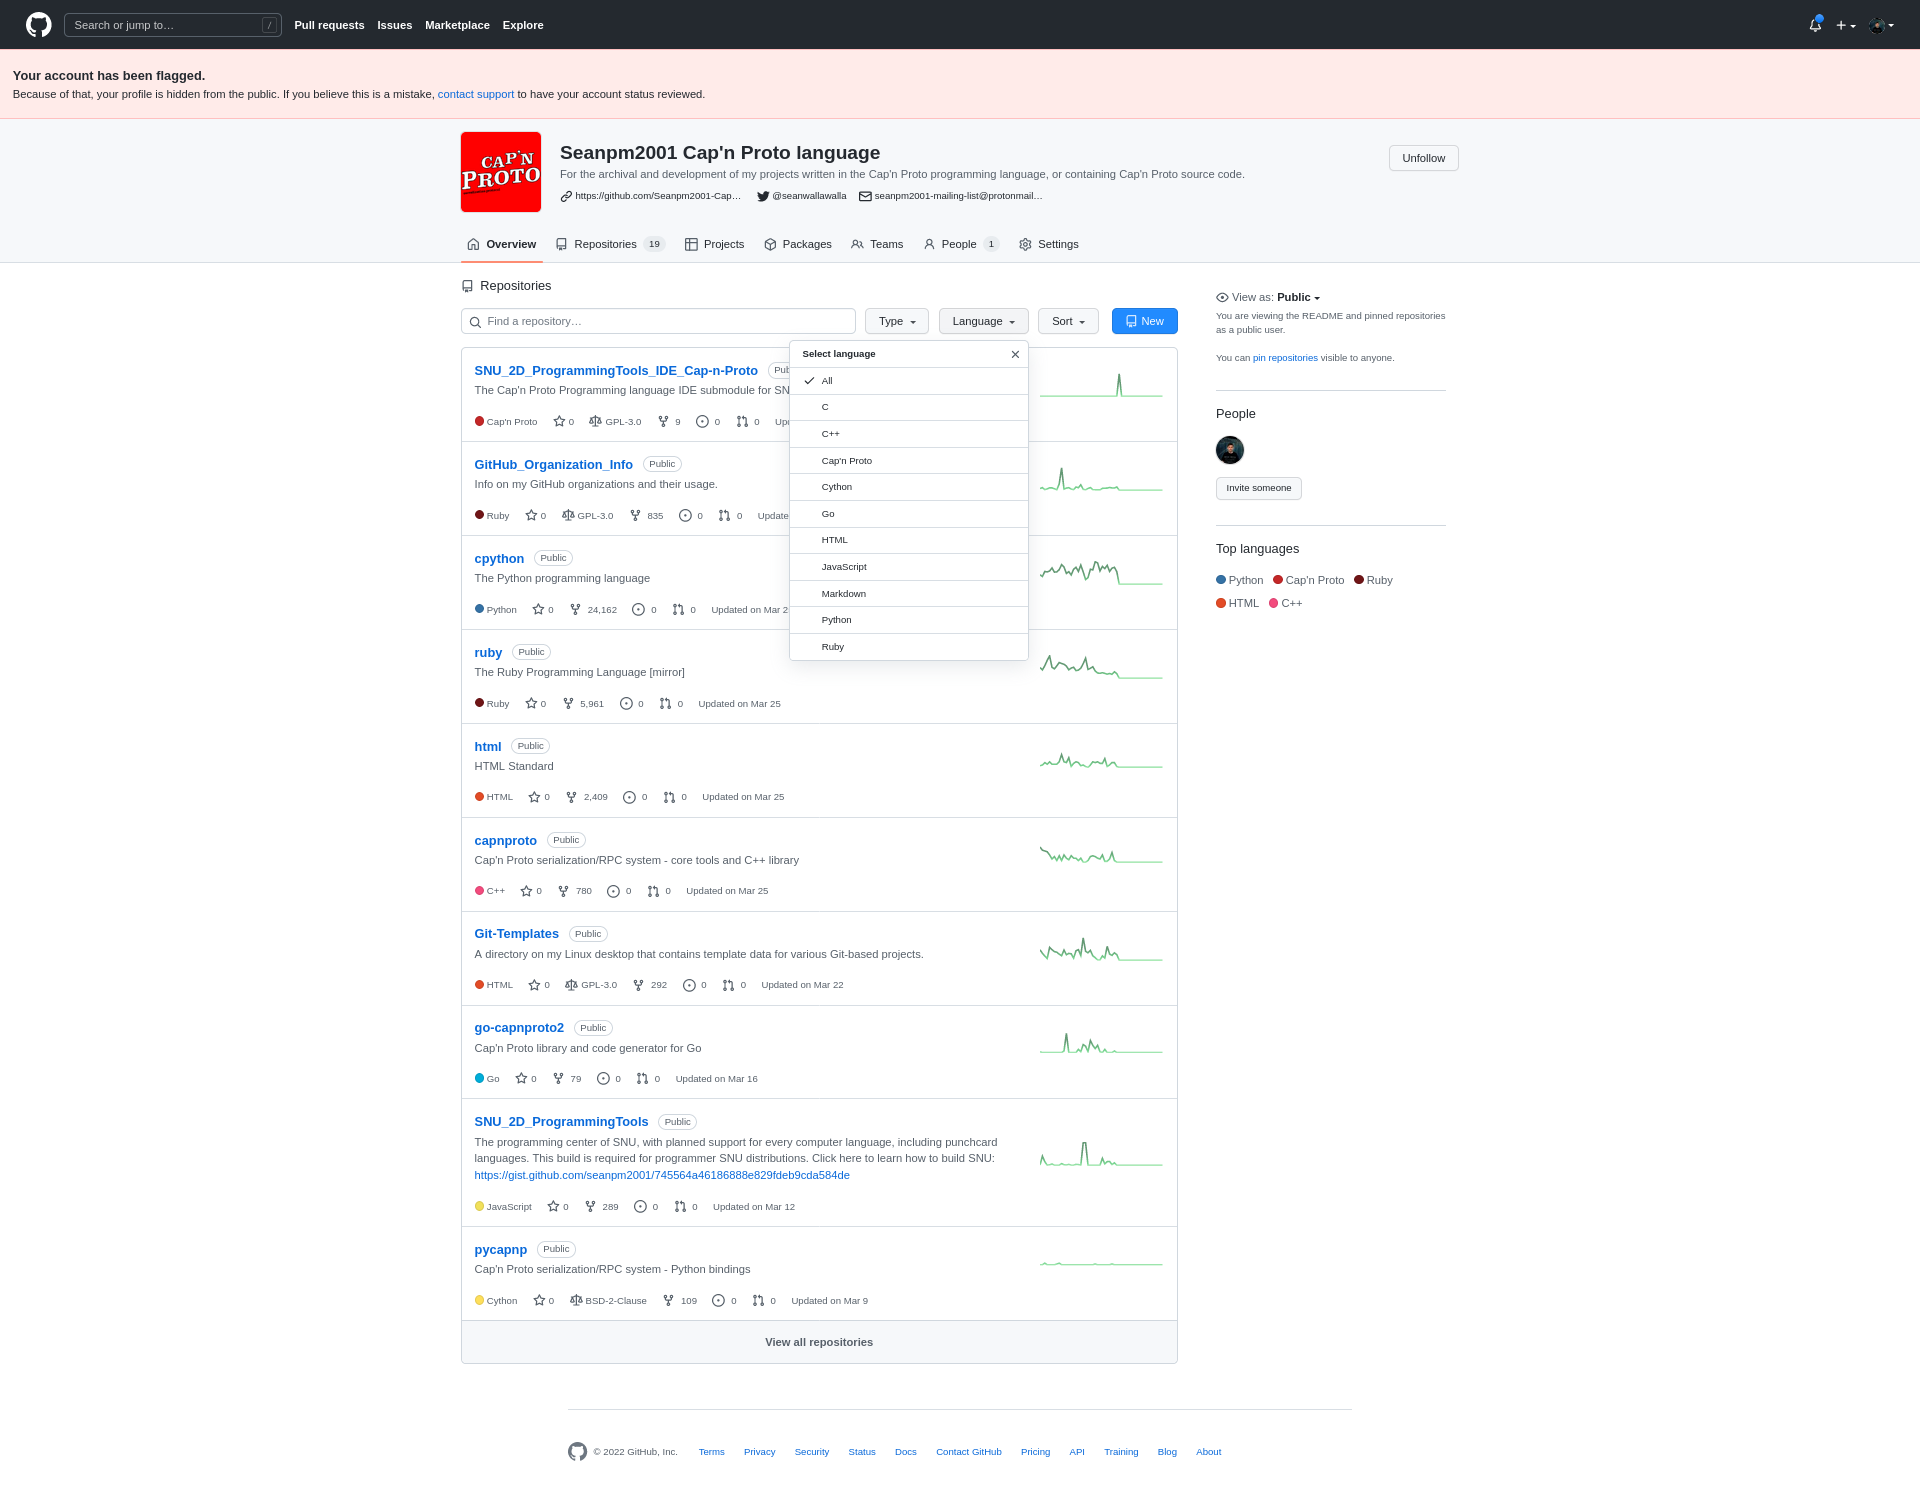 Search or jump to…
/
Pull requests Issues Marketplace Explore
Your account has been flagged.
Because of that, your profile is hidden from the public. If you believe this is a mistake, contact support to have your account status reviewed.
CAP'N
PROTO
Seanpm2001 Cap'n Proto language
Unfollow
For the archival and development of my projects written in the Cap'n Proto programming language, or containing Cap'n Proto source code.
https://github.com/Seanpm2001-Cap… @seanwallawalla seanpm2001-mailing-list@protonmail…
Overview Repositories 19 Projects Packages Teams People 1 Settings
Repositories
Find a repository…
Type Language Sort New
Select language
All
C
C++
Cap'n Proto
Cython
Go
HTML
JavaScript
Markdown
Python
Ruby
SNU_2D_ProgrammingTools_IDE_Cap-n-Proto Pub
The Cap'n Proto Programming language IDE submodule for SN
Cap'n Proto 0 GPL-3.0 9 0 0 Up
GitHub_Organization_Info Public
Info on my GitHub organizations and their usage.
Ruby 0 GPL-3.0 835 0 0 Update
cpython Public
The Python programming language
Python 0 24,162 0 0 Updated on Mar 2
ruby Public
The Ruby Programming Language [mirror]
Ruby 0 5,961 0 0 Updated on Mar 25
html Public
HTML Standard
HTML 0 2,409 0 0 Updated on Mar 25
capnproto Public
Cap'n Proto serialization/RPC system - core tools and C++ library
C++ 0 780 0 0 Updated on Mar 25
Git-Templates Public
A directory on my Linux desktop that contains template data for various Git-based projects.
HTML 0 GPL-3.0 292 0 0 Updated on Mar 22
go-capnproto2 Public
Cap'n Proto library and code generator for Go
Go 0 79 0 0 Updated on Mar 16
SNU_2D_ProgrammingTools Public
The programming center of SNU, with planned support for every computer language, including punchcard
languages. This build is required for programmer SNU distributions. Click here to learn how to build SNU:
https://gist.github.com/seanpm2001/745564a46186888e829fdeb9cda584de
JavaScript 0 289 0 0 Updated on Mar 12
pycapnp Public
Cap'n Proto serialization/RPC system - Python bindings
Cython 0 BSD-2-Clause 109 0 0 Updated on Mar 9
View all repositories
View as: Public
You are viewing the README and pinned repositories
as a public user.
You can pin repositories visible to anyone.
People
Invite someone
Top languages
Python Cap'n Proto Ruby
HTML C++
© 2022 GitHub, Inc. Terms Privacy Security Status Docs Contact GitHub Pricing API Training Blog About